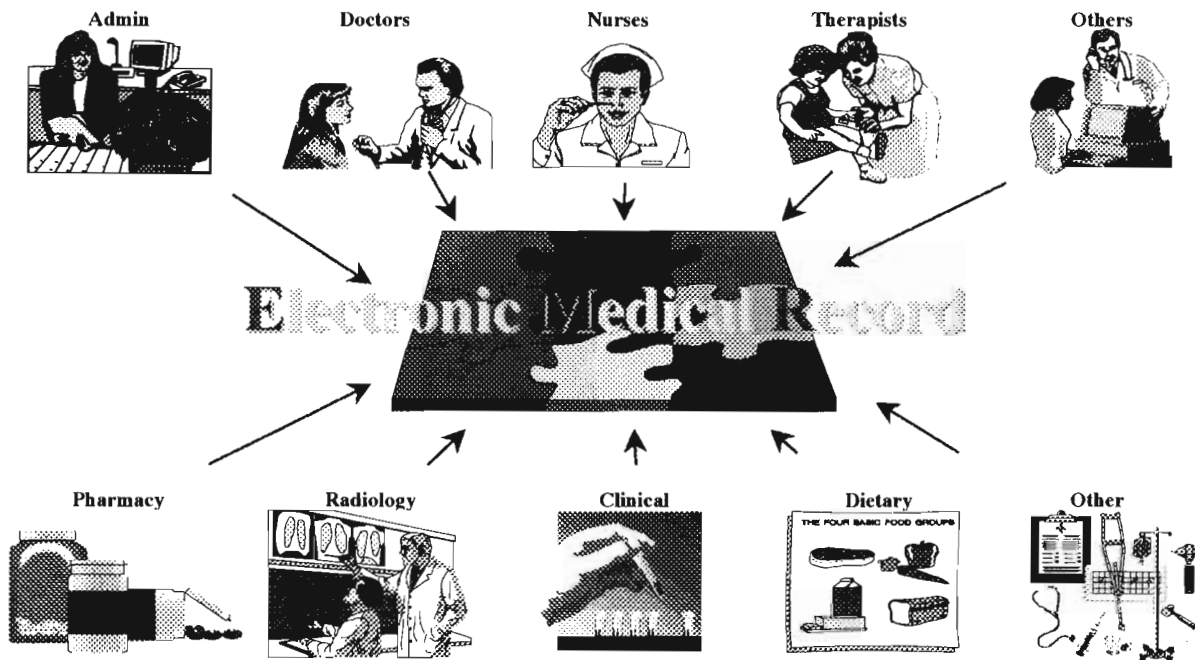 Admin
Doctors
Nurses
Therapists
Others
Electronic Medical Record
Pharmacy
Radiology
Clinical
Dietary
Other
THE FOUR BASIC FOOD GROUPS